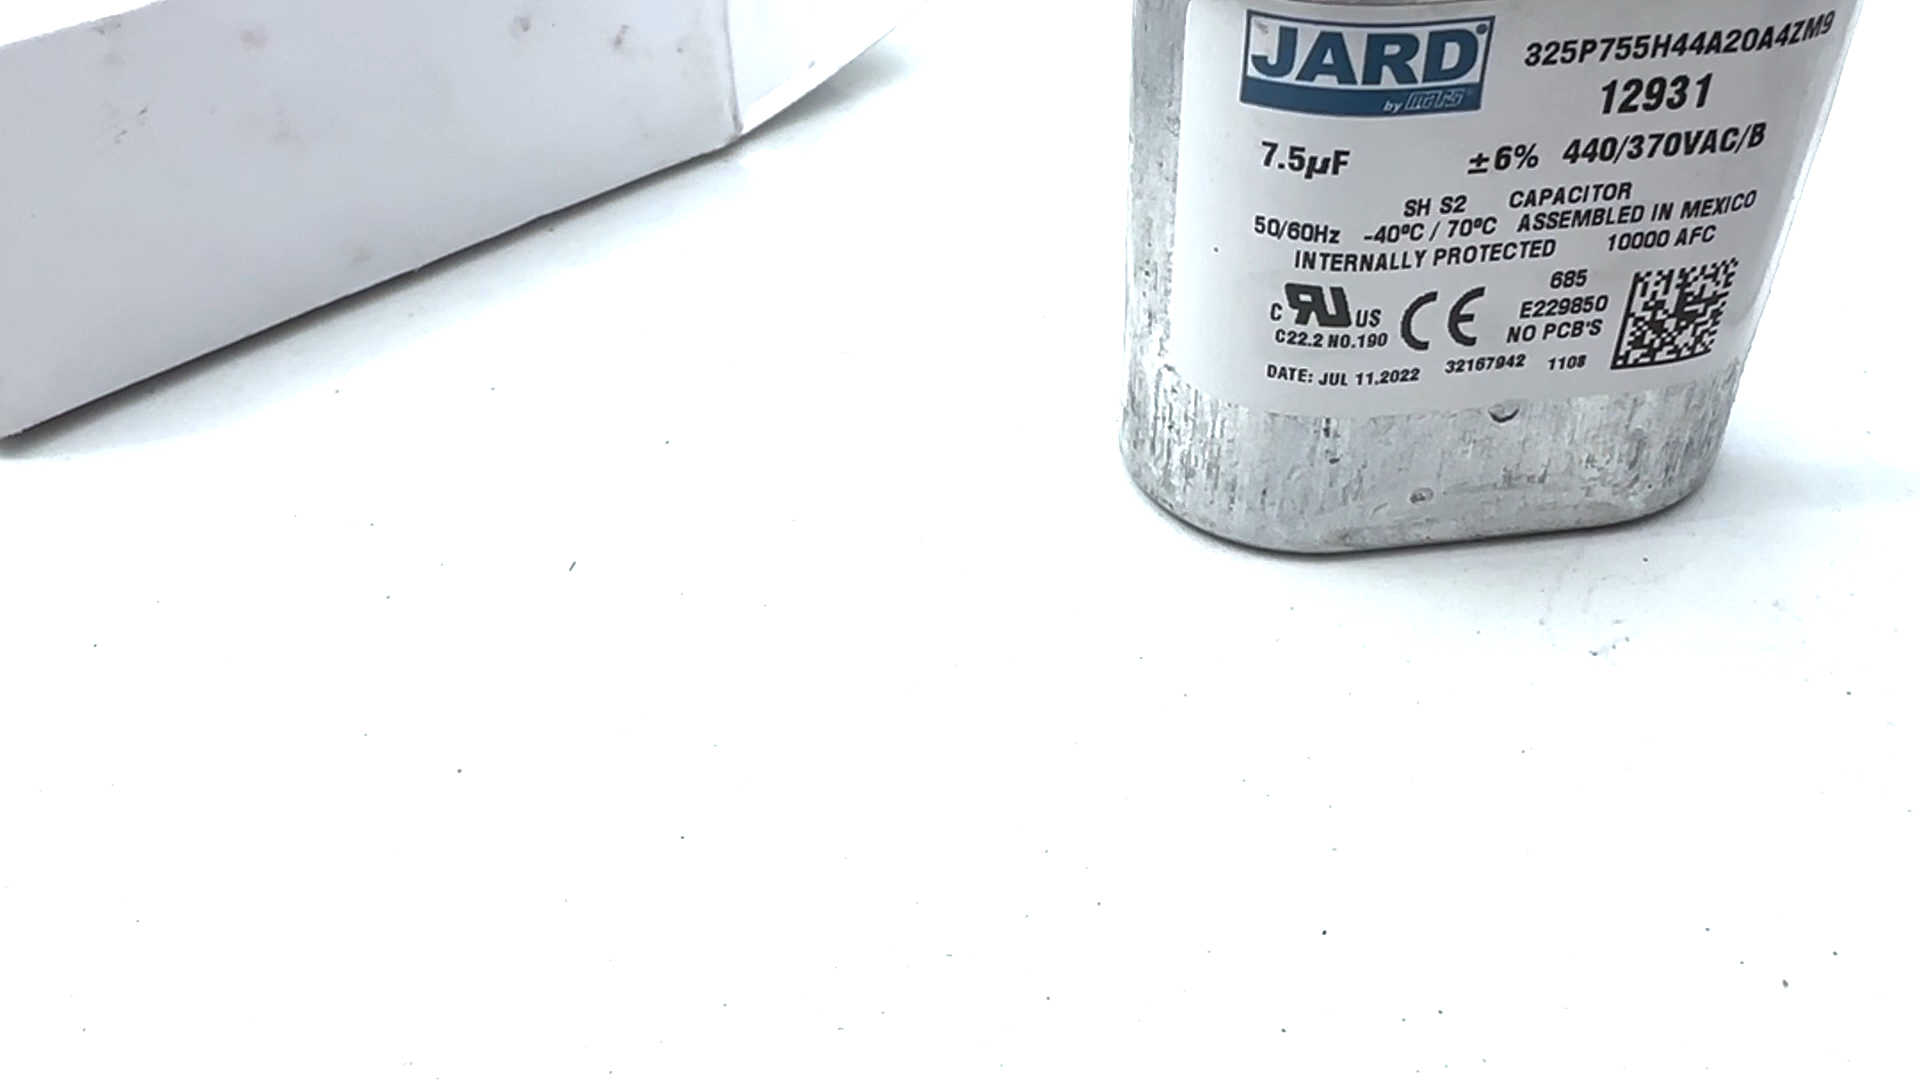 JARD®
by mars®
325P755H44A20A4ZM9
12931
7.5µF ±6% 440/370VAC/B
SH S2 CAPACITOR
50/60Hz -40ºC / 70ºC ASSEMBLED IN MEXICO
INTERNALLY PROTECTED 10000 AFC
685
C RU US CE E229850
C22.2 NO.190 NO PCB'S
DATE: JUL 11,2022 32167942 1108